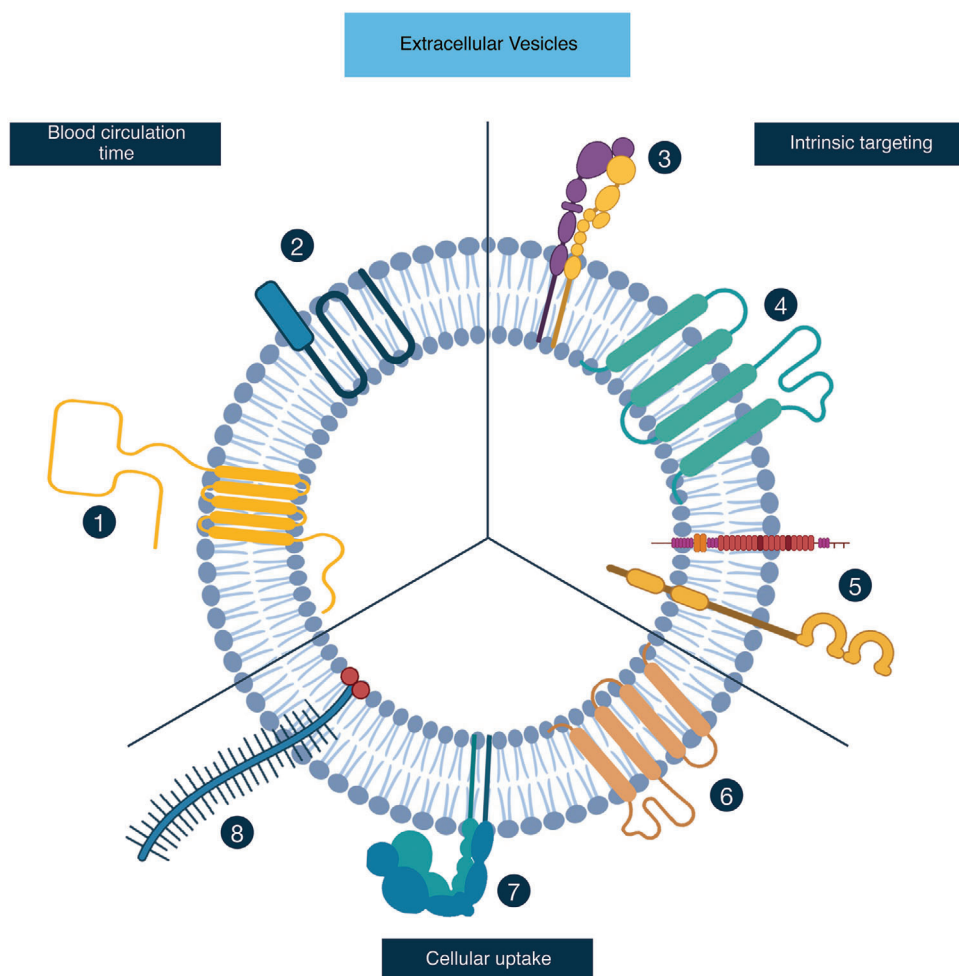 Extracellular Vesicles
Blood circulation
time
Intrinsic targeting
3
2
4
1
5
6
8
7
Cellular uptake